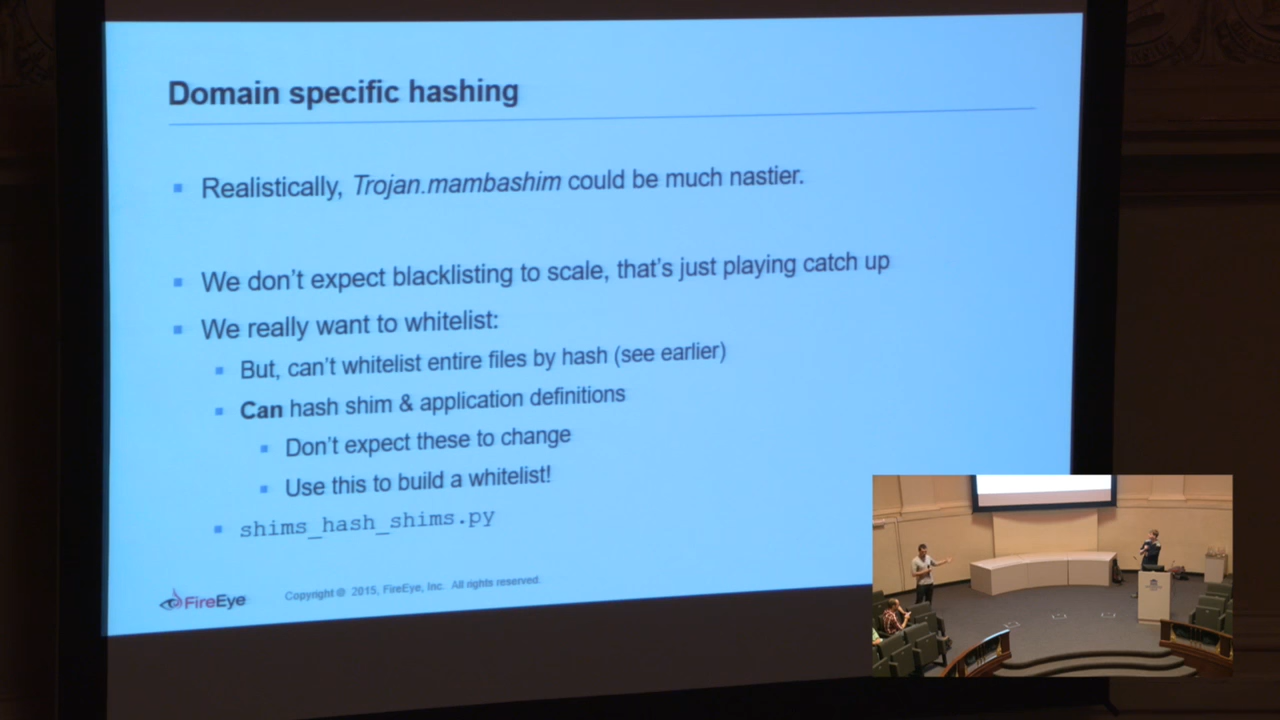 Domain specific hashing
Realistically, Trojan.mambashim could be much nastier.
We don't expect blacklisting to scale, that's just playing catch up
We really want to whitelist:
But, can't whitelist entire files by hash (see earlier)
Can hash shim & application definitions
Don't expect these to change
Use this to build a whitelist!
shims_hash_shims.py
FireEye
Copyright © 2015, FireEye, Inc. All rights reserved.